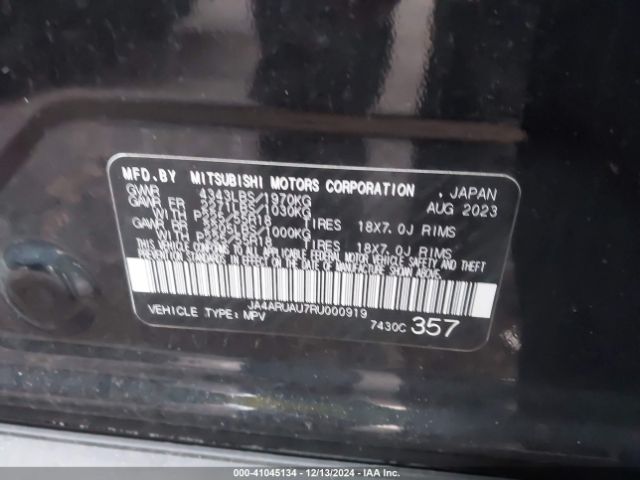 MFD.BY MITSUBISHI MOTORS CORPORATION , JAPAN
GVWR 4343LBS/1970KG AUG 2023
GAWR FR 1030KG
WITH TIRES 18X7.0J RIMS
GAWR RR 1000KG
WITH TIRES 18X7.0J RIMS
THIS VEHICLE CONFORMS TO ALL APPLICABLE FEDERAL MOTOR VEHICLE SAFETY AND THEFT
PREVENTION STANDARDS IN EFFECT ON THE DATE OF MANUFACTURE SHOWN ABOVE.
JA4ARUAU7RU000919
VEHICLE TYPE: MPV 7430C 357
000-41045134 - 12/13/2024 - IAA Inc.